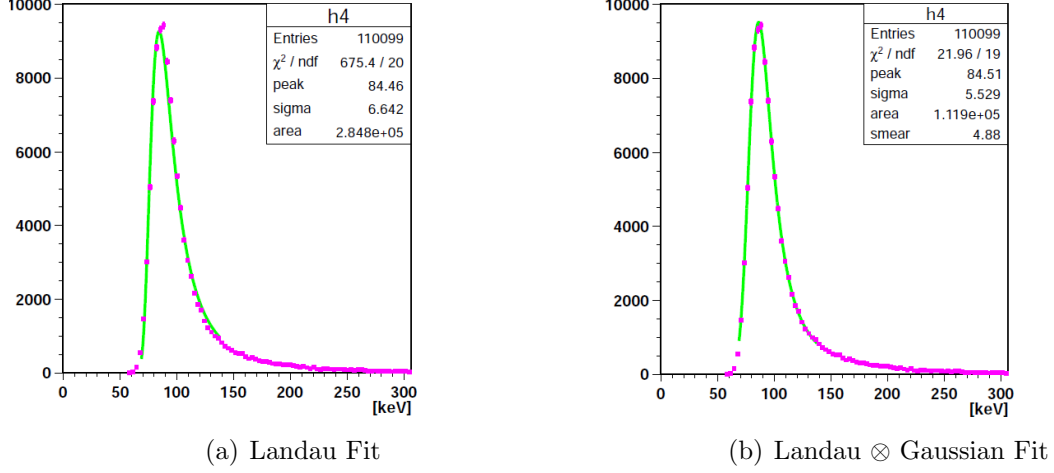 h4
Entries 110099
χ² / ndf 675.4 / 20
peak 84.46
sigma 6.642
area 2.848e+05
10000
8000
6000
4000
2000
0
0 50 100 150 200 250 300
[keV]
(a) Landau Fit
h4
Entries 110099
χ² / ndf 21.96 / 19
peak 84.51
sigma 5.529
area 1.119e+05
smear 4.88
10000
8000
6000
4000
2000
0
0 50 100 150 200 250 300
[keV]
(b) Landau ⊗ Gaussian Fit